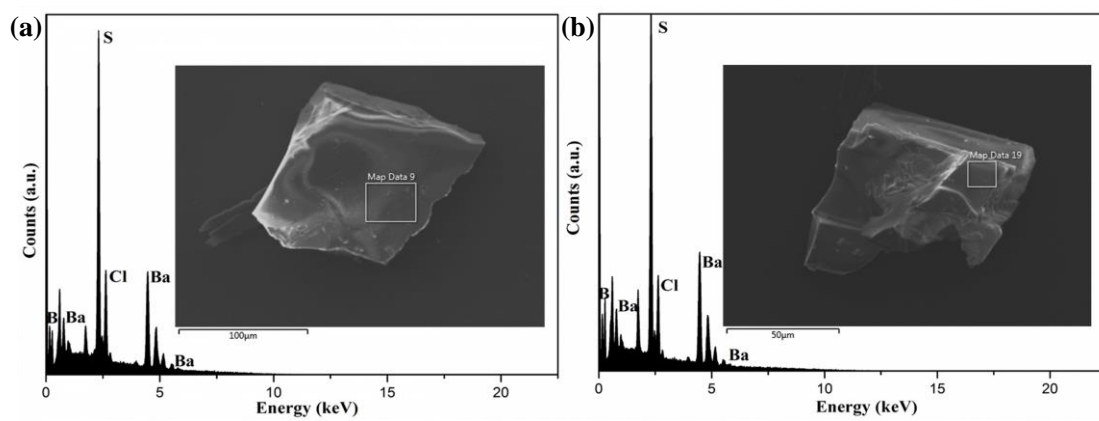 (a)
S
Cl
Ba
B
Ba
Ba
Map Data 9
100µm
Counts (a.u.)
0
5
10
15
20
Energy (keV)
(b)
S
Cl
Ba
B
Ba
Ba
Map Data 19
50µm
Counts (a.u.)
0
5
10
15
20
Energy (keV)